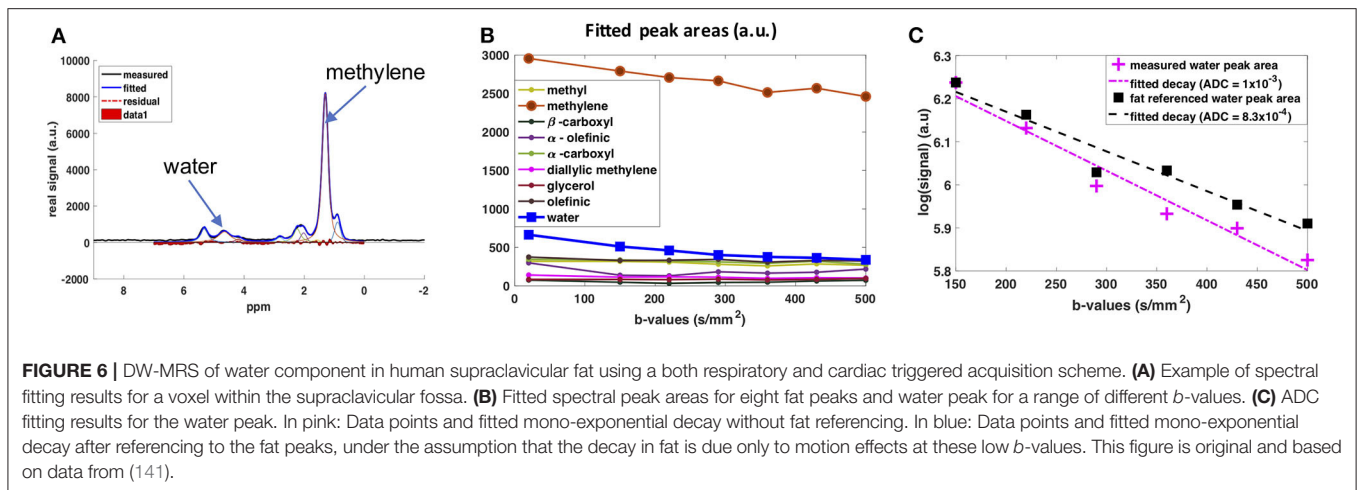 A
10000
8000
6000
4000
2000
0
-2000
real signal (a.u.)
measured
fitted
residual
data1
methylene
water
8
6
4
2
0
-2
ppm
B
Fitted peak areas (a.u.)
3000
2500
2000
1500
1000
500
0
methyl
methylene
β-carboxyl
α - olefinic
α -carboxyl
diallylic methylene
glycerol
olefinic
water
0
100
200
300
400
500
b-values (s/mm²)
C
6.3
6.2
6.1
6
5.9
5.8
log(signal) (a.u)
measured water peak area
fitted decay (ADC = 1x10⁻³)
fat referenced water peak area
fitted decay (ADC = 8.3x10⁻⁴)
150
200
250
300
350
400
450
500
b-values (s/mm²)
FIGURE 6 | DW-MRS of water component in human supraclavicular fat using a both respiratory and cardiac triggered acquisition scheme. (A) Example of spectral
fitting results for a voxel within the supraclavicular fossa. (B) Fitted spectral peak areas for eight fat peaks and water peak for a range of different b-values. (C) ADC
fitting results for the water peak. In pink: Data points and fitted mono-exponential decay without fat referencing. In blue: Data points and fitted mono-exponential
decay after referencing to the fat peaks, under the assumption that the decay in fat is due only to motion effects at these low b-values. This figure is original and based
on data from (141).